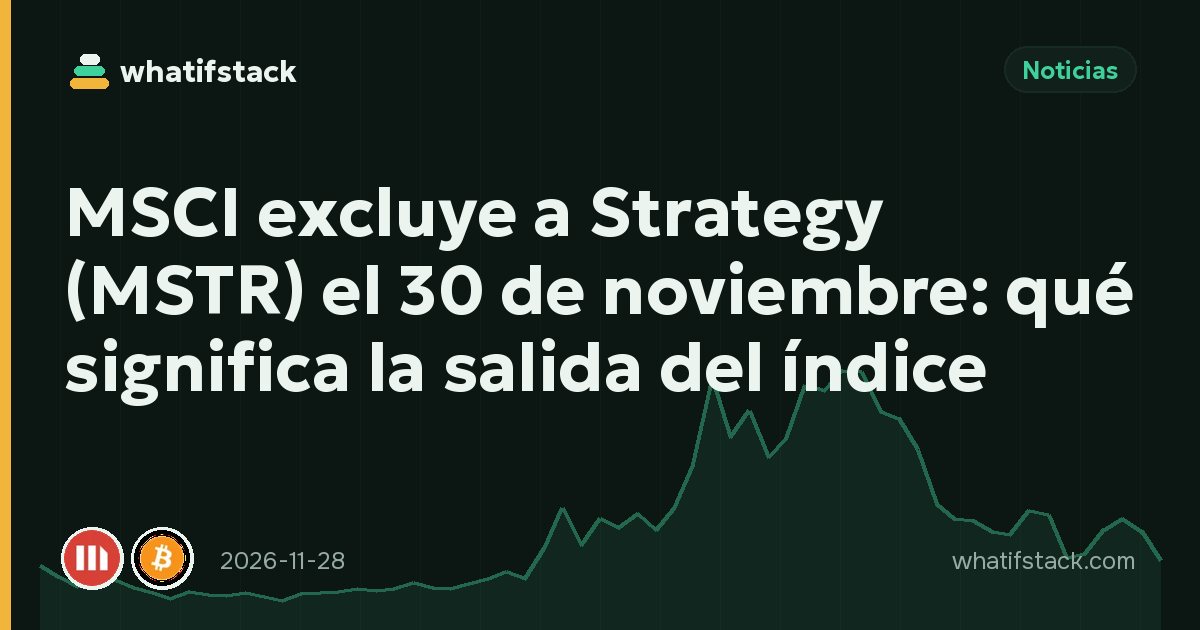 whatifstack
Noticias
MSCI excluye a Strategy
(MSTR) el 30 de noviembre: qué
significa la salida del índice
2026-11-28
whatifstack.com